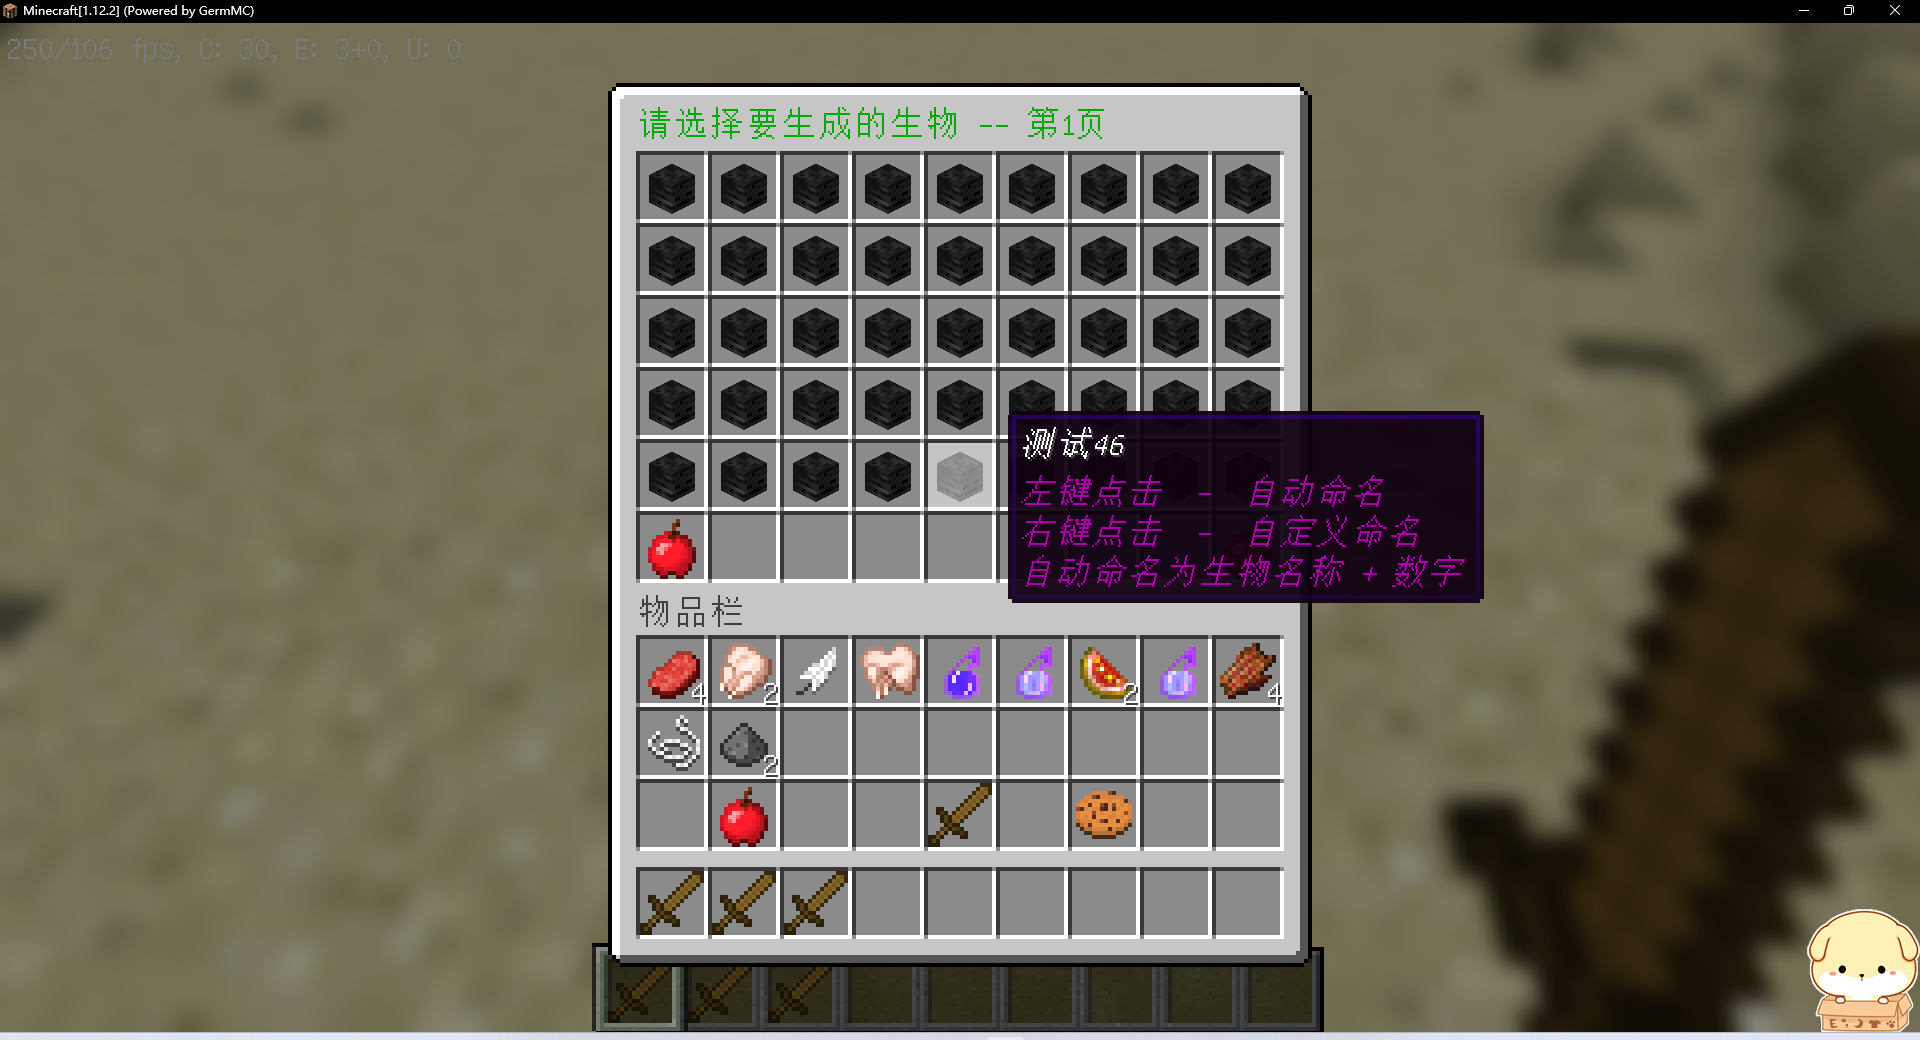 Minecraft[1.12.2] (Powered by GermMC)
250/106 fps, C: 30, E: 3+0, U: 0
请选择要生成的生物 -- 第1页
测试46
左键点击 - 自动命名
右键点击 - 自定义命名
自动命名为生物名称 + 数字
物品栏
4
2
2
4
2